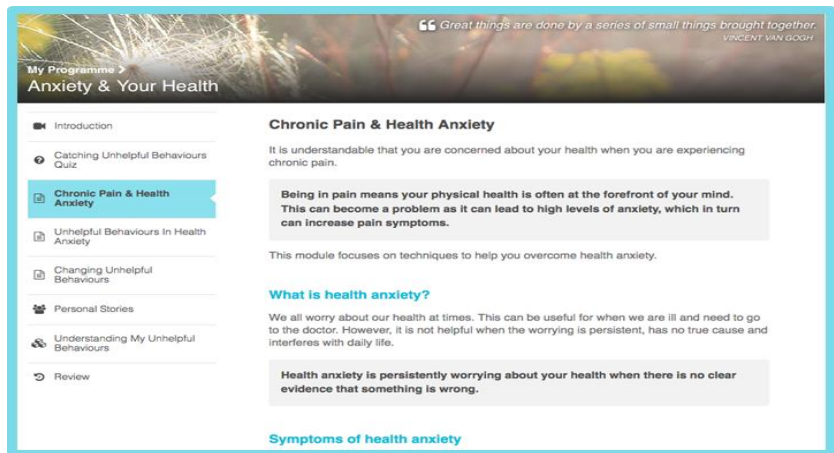 Great things are done by a series of small things brought together.
VINCENT VAN GOGH
My Programme
Anxiety & Your Health
Introduction
Catching Unhelpful Behaviours
Quiz
Chronic Pain & Health
Anxiety
Unhelpful Behaviours In Health
Anxiety
Changing Unhelpful
Behaviours
Personal Stories
Understanding My Unhelpful
Behaviours
Review
Chronic Pain & Health Anxiety
It is understandable that you are concerned about your health when you are experiencing
chronic pain.
Being in pain means your physical health is often at the forefront of your mind.
This can become a problem as it can lead to high levels of anxiety, which in turn
can increase pain symptoms.
This module focuses on techniques to help you overcome health anxiety.
What is health anxiety?
We all worry about our health at times. This can be useful for when we are ill and need to go
to the doctor. However, it is not helpful when the worrying is persistent, has no true cause and
interferes with daily life.
Health anxiety is persistently worrying about your health when there is no clear
evidence that something is wrong.
Symptoms of health anxiety